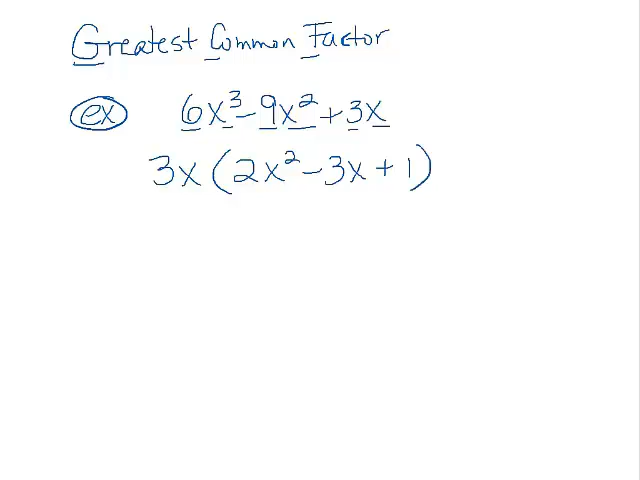 Greatest Common Factor
ex 6x³ - 9x² + 3x
3x (2x² - 3x + 1)